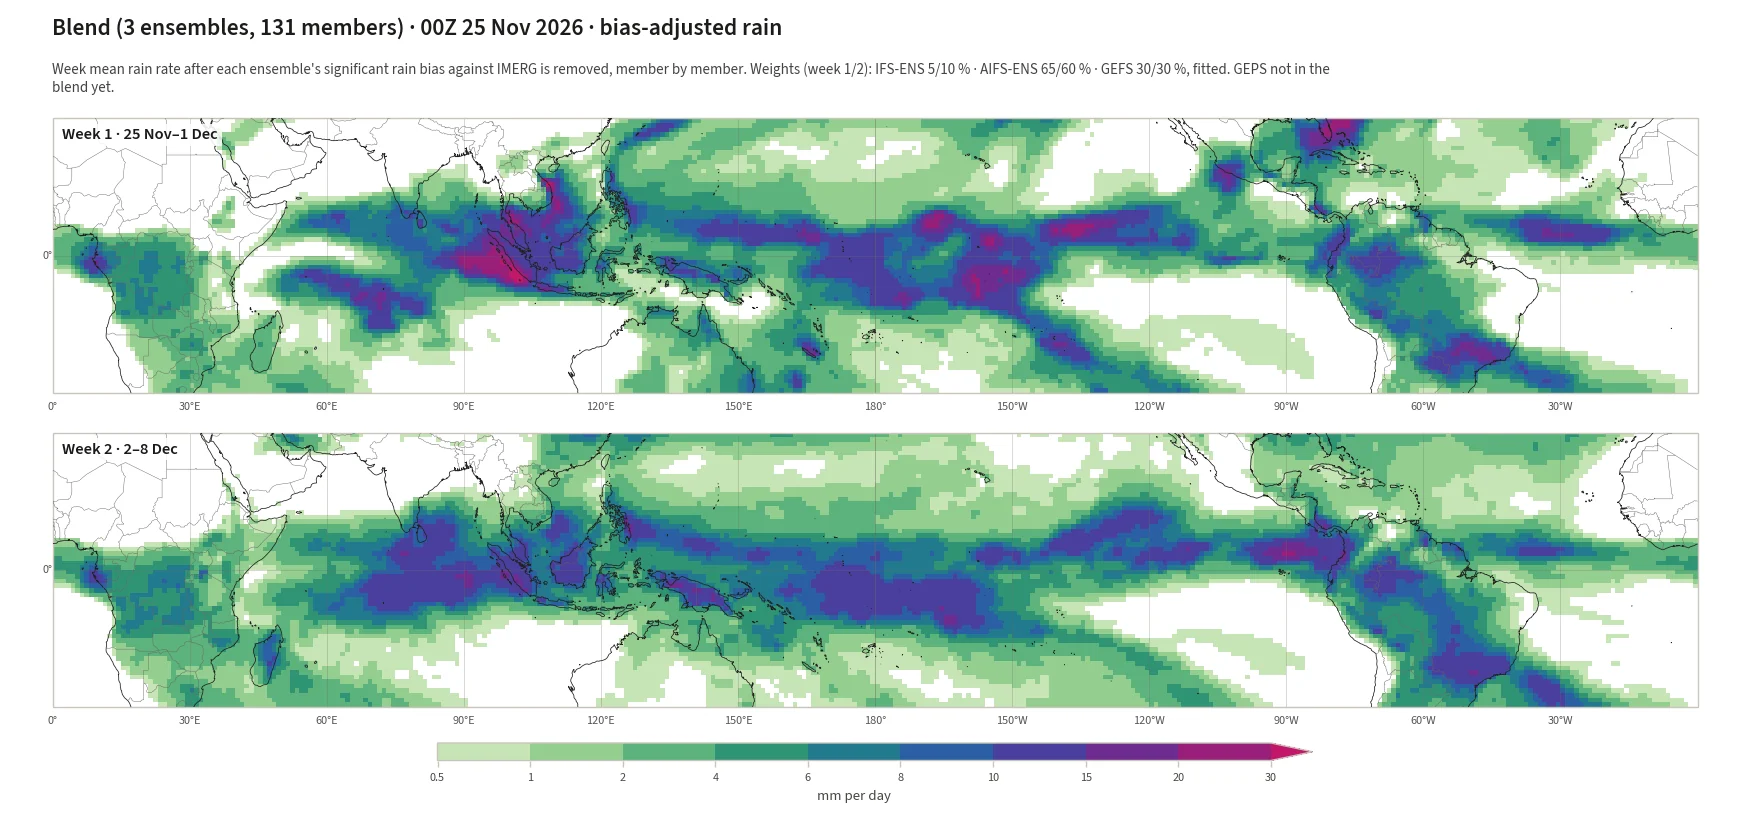 Blend (3 ensembles, 131 members) · 00Z 25 Nov 2026 · bias-adjusted rain
Week mean rain rate after each ensemble's significant rain bias against IMERG is removed, member by member. Weights (week 1/2): IFS-ENS 5/10 % · AIFS-ENS 65/60 % · GEFS 30/30 %, fitted. GEPS not in the
blend yet.
Week 1 · 25 Nov–1 Dec
0°
0° 30°E 60°E 90°E 120°E 150°E 180° 150°W 120°W 90°W 60°W 30°W
Week 2 · 2–8 Dec
0°
0° 30°E 60°E 90°E 120°E 150°E 180° 150°W 120°W 90°W 60°W 30°W
0.5 1 2 4 6 8 10 15 20 30
mm per day